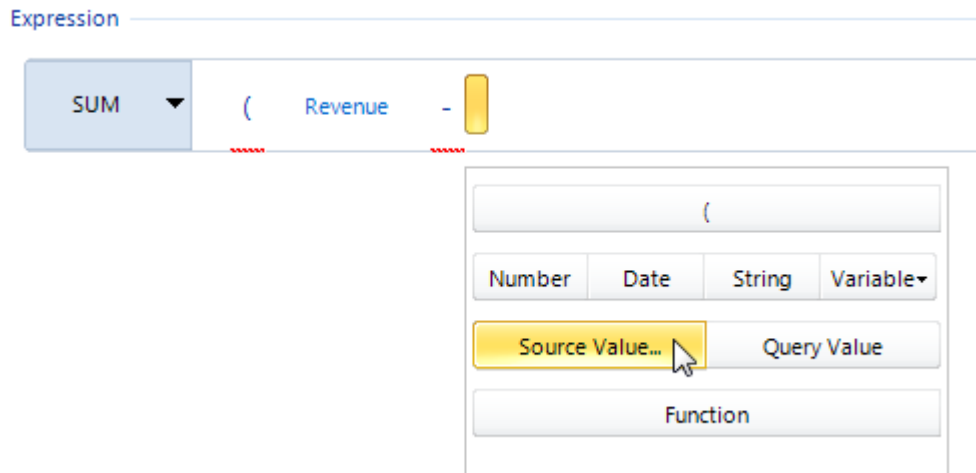 Expression
SUM ( Revenue -
(
Number Date String Variable
Source Value... Query Value
Function